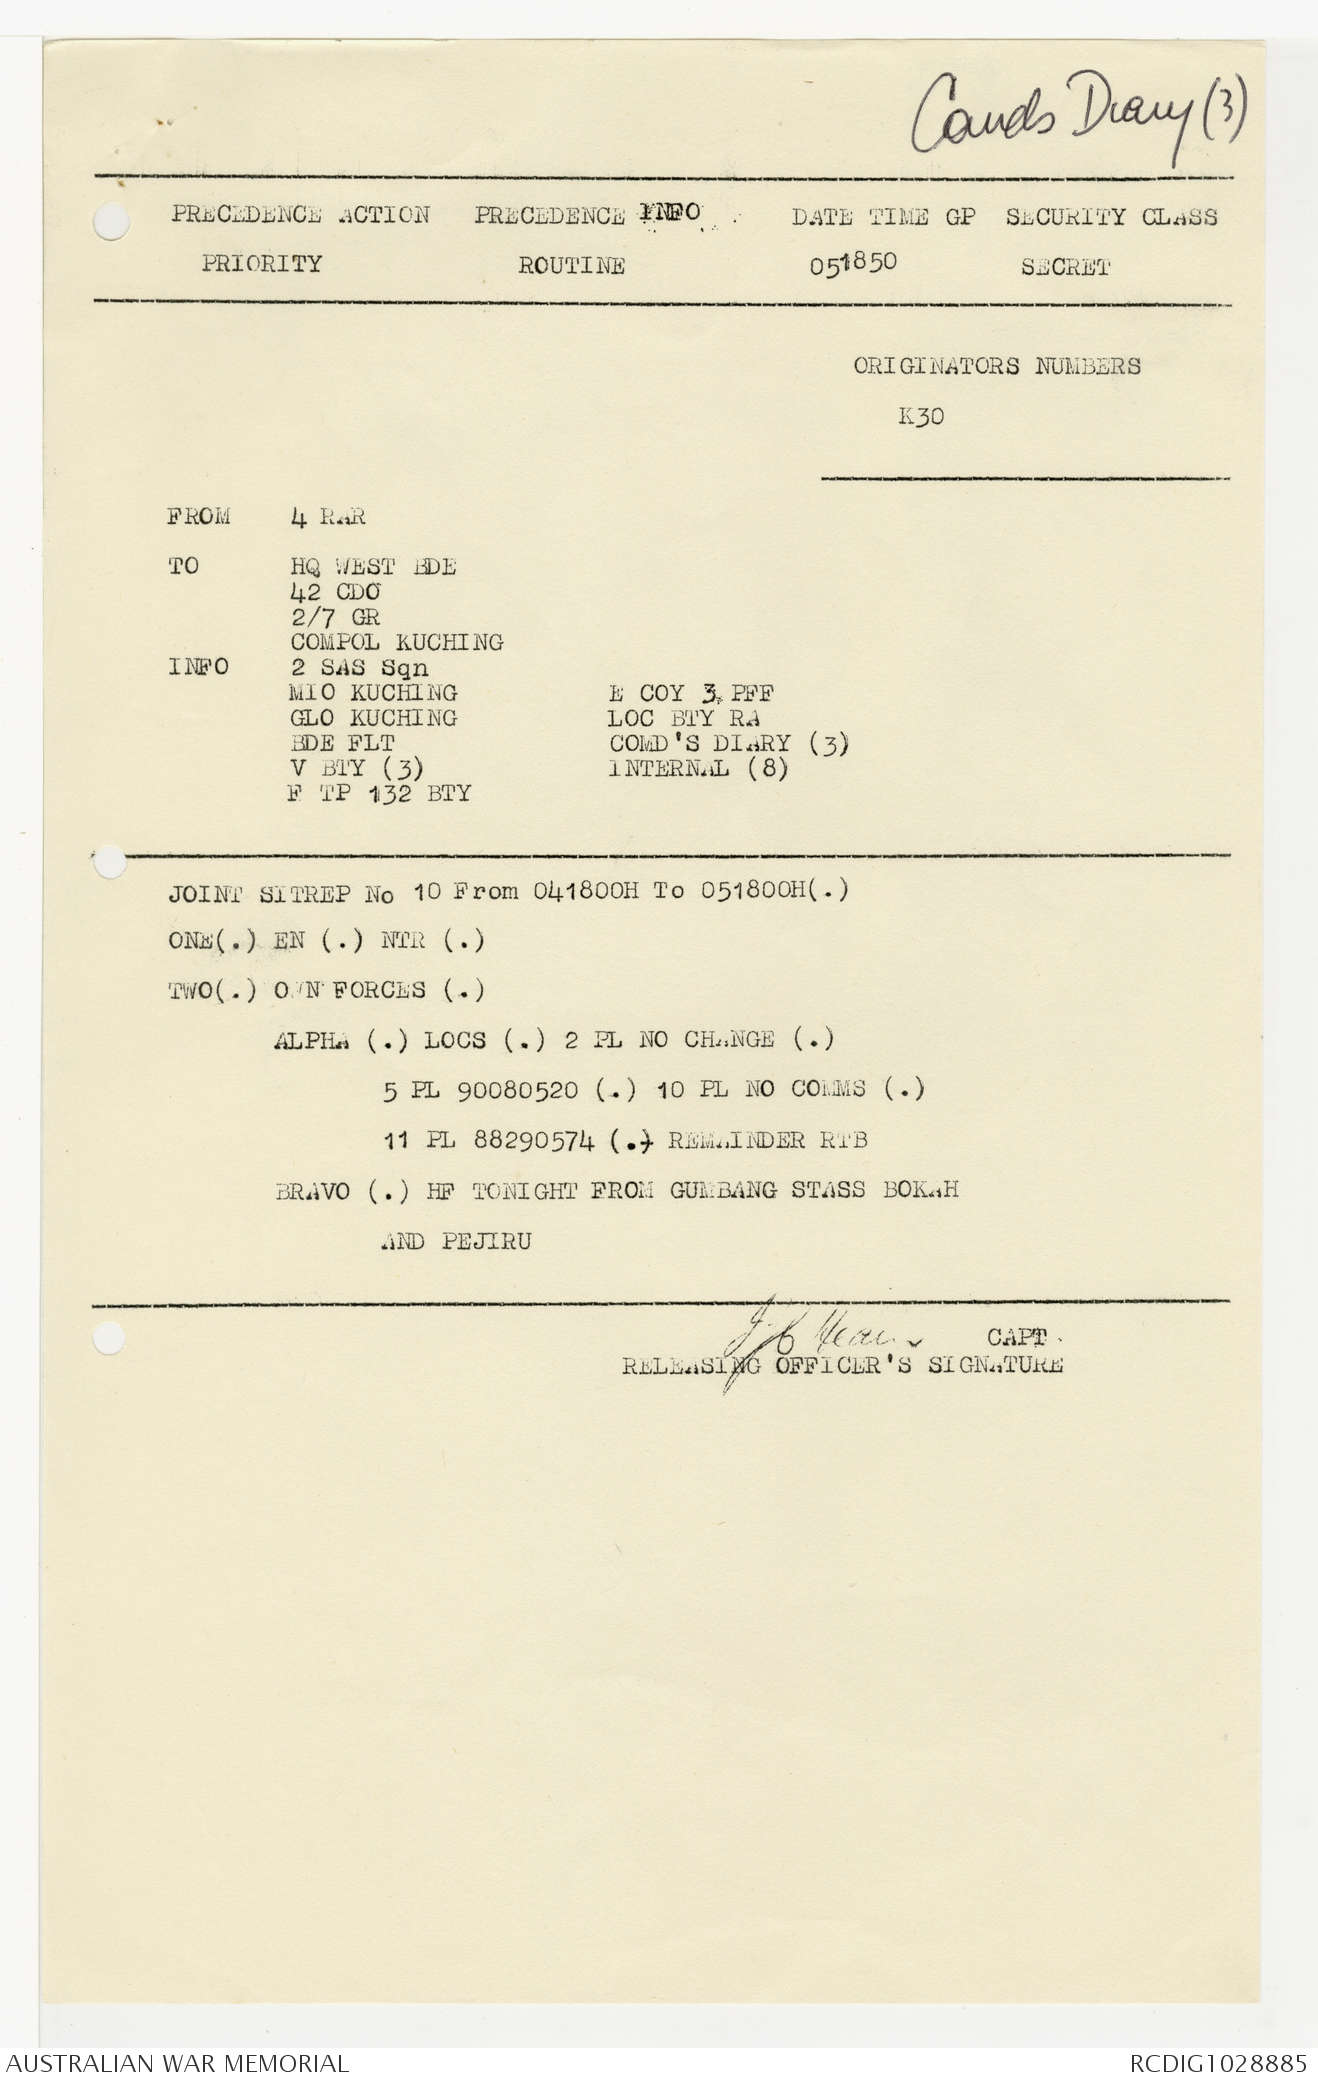 Comds Diary (3)
PRECEDENCE ACTION PRECEDENCE INFO DATE TIME GP SECURITY CLASS
PRIORITY ROUTINE 051850 SECRET
ORIGINATORS NUMBERS
K30
FROM 4 RAR
TO HQ WEST BDE
42 CDO
2/7 GR
COMPOL KUCHING
INFO 2 SAS Sqn
MIO KUCHING E COY 3 PFF
GLO KUCHING LOC BTY RA
BDE FLT COMD'S DIARY (3)
V BTY (3) INTERNAL (8)
F TP 132 BTY
JOINT SITREP No 10 From 041800H To 051800H(.)
ONE(.) EN (.) NTR (.)
TWO(.) OWN FORCES (.)
ALPHA (.) LOCS (.) 2 PL NO CHANGE (.)
5 PL 90080520 (.) 10 PL NO COMMS (.)
11 PL 88290574 (.) REMAINDER RTB
BRAVO (.) HF TONIGHT FROM GUMBANG STASS BOKAH
AND PEJIRU
CAPT
RELEASING OFFICER'S SIGNATURE
AUSTRALIAN WAR MEMORIAL RCDIG1028885